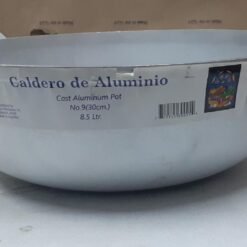 Caldero de Aluminio
Cast Aluminum Pot
No.9(30cm.)
8.5 Ltr.